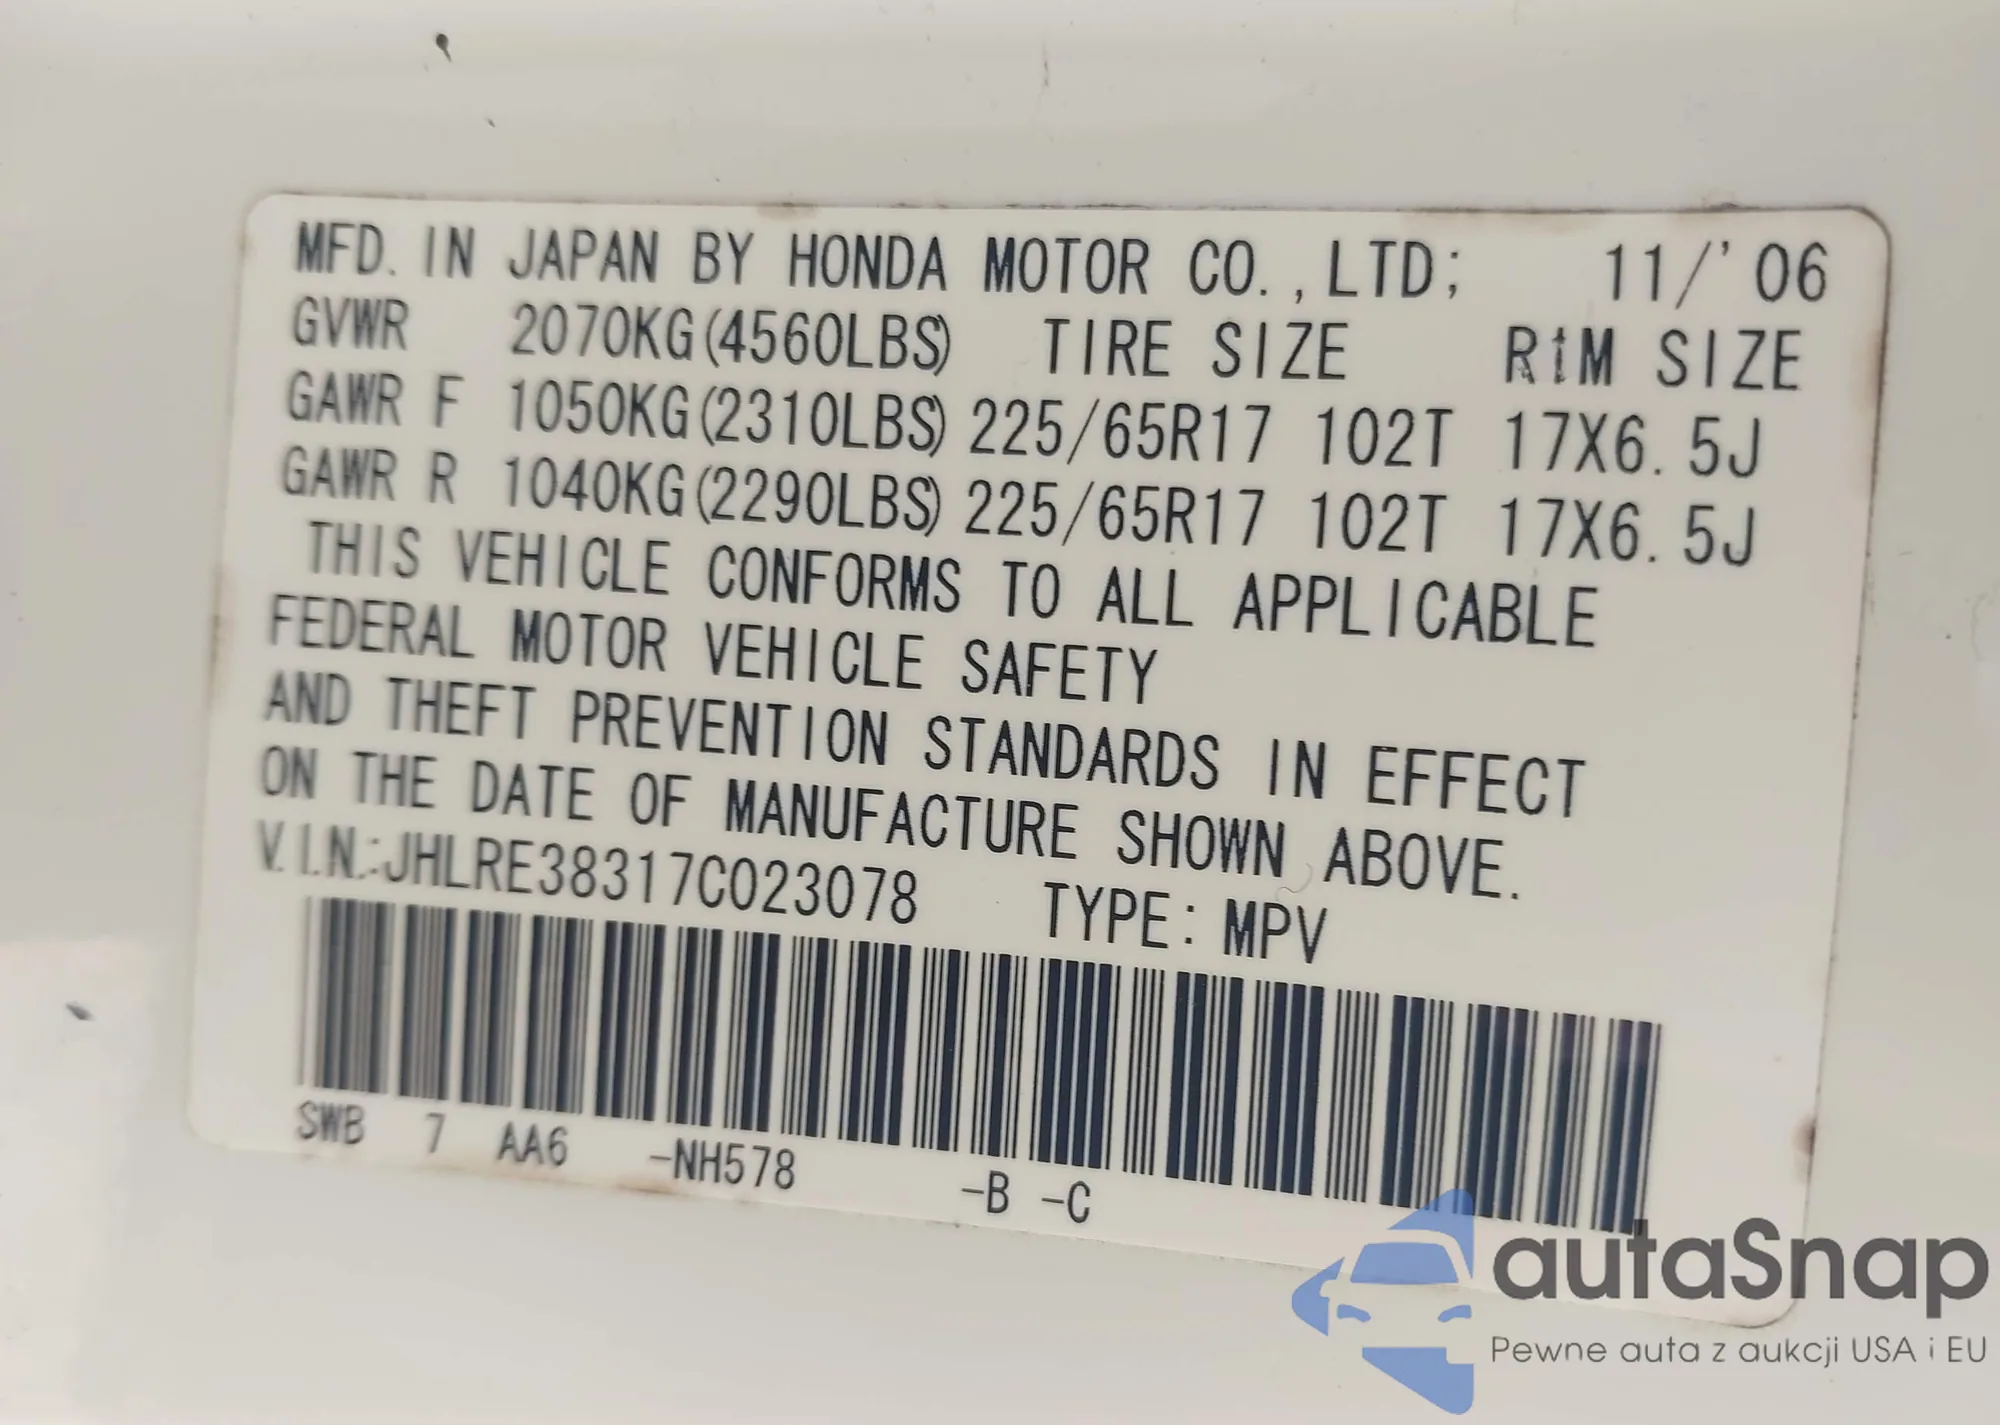 MFD. IN JAPAN BY HONDA MOTOR CO.,LTD; 11/'06
GVWR 2070KG(4560LBS) TIRE SIZE RIM SIZE
GAWR F 1050KG(2310LBS) 225/65R17 102T 17X6.5J
GAWR R 1040KG(2290LBS) 225/65R17 102T 17X6.5J
THIS VEHICLE CONFORMS TO ALL APPLICABLE
FEDERAL MOTOR VEHICLE SAFETY
AND THEFT PREVENTION STANDARDS IN EFFECT
ON THE DATE OF MANUFACTURE SHOWN ABOVE.
V.I.N.:JHLRE38317C023078 TYPE: MPV
SWB 7 AA6 -NH578 -B -C
autaSnap
Pewne auta z aukcji USA i EU